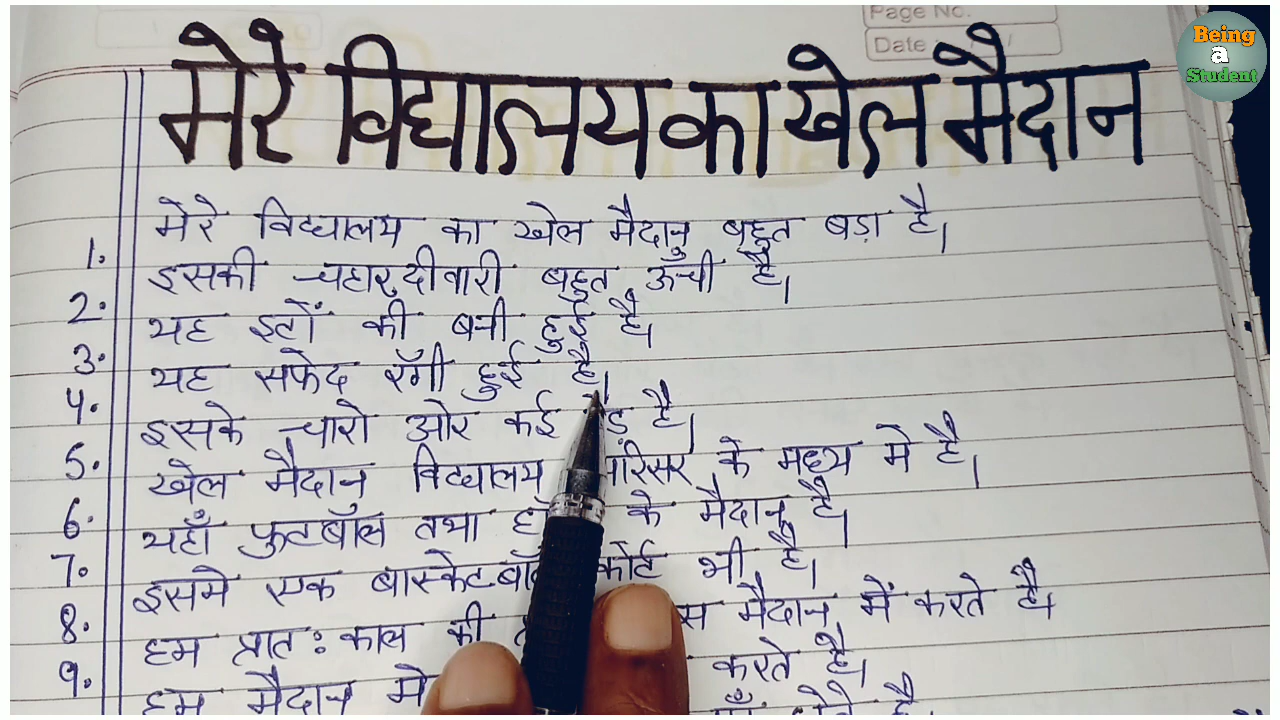 Page No.
Date
Being
a
Student
मेरे विद्यालय का खेल मैदान
1. मेरे विद्यालय का खेल मैदान बहुत बड़ा है।
2. इसकी चहारदीवारी बहुत ऊँची है।
3. यह इटों की बनी हुई है।
4. यह सफेद रँगी हुई है।
5. इसके चारो ओर कई है।
6. खेल मैदान विद्यालय के मध्य मे है।
7. यहाँ फुटबॉल तथा के मैदान है।
8. इसमे एक बास्केटबॉल कोर्ट भी है।
9. हम प्रात: काल की मैदान में करते है।
हम मैदान मे करते है।